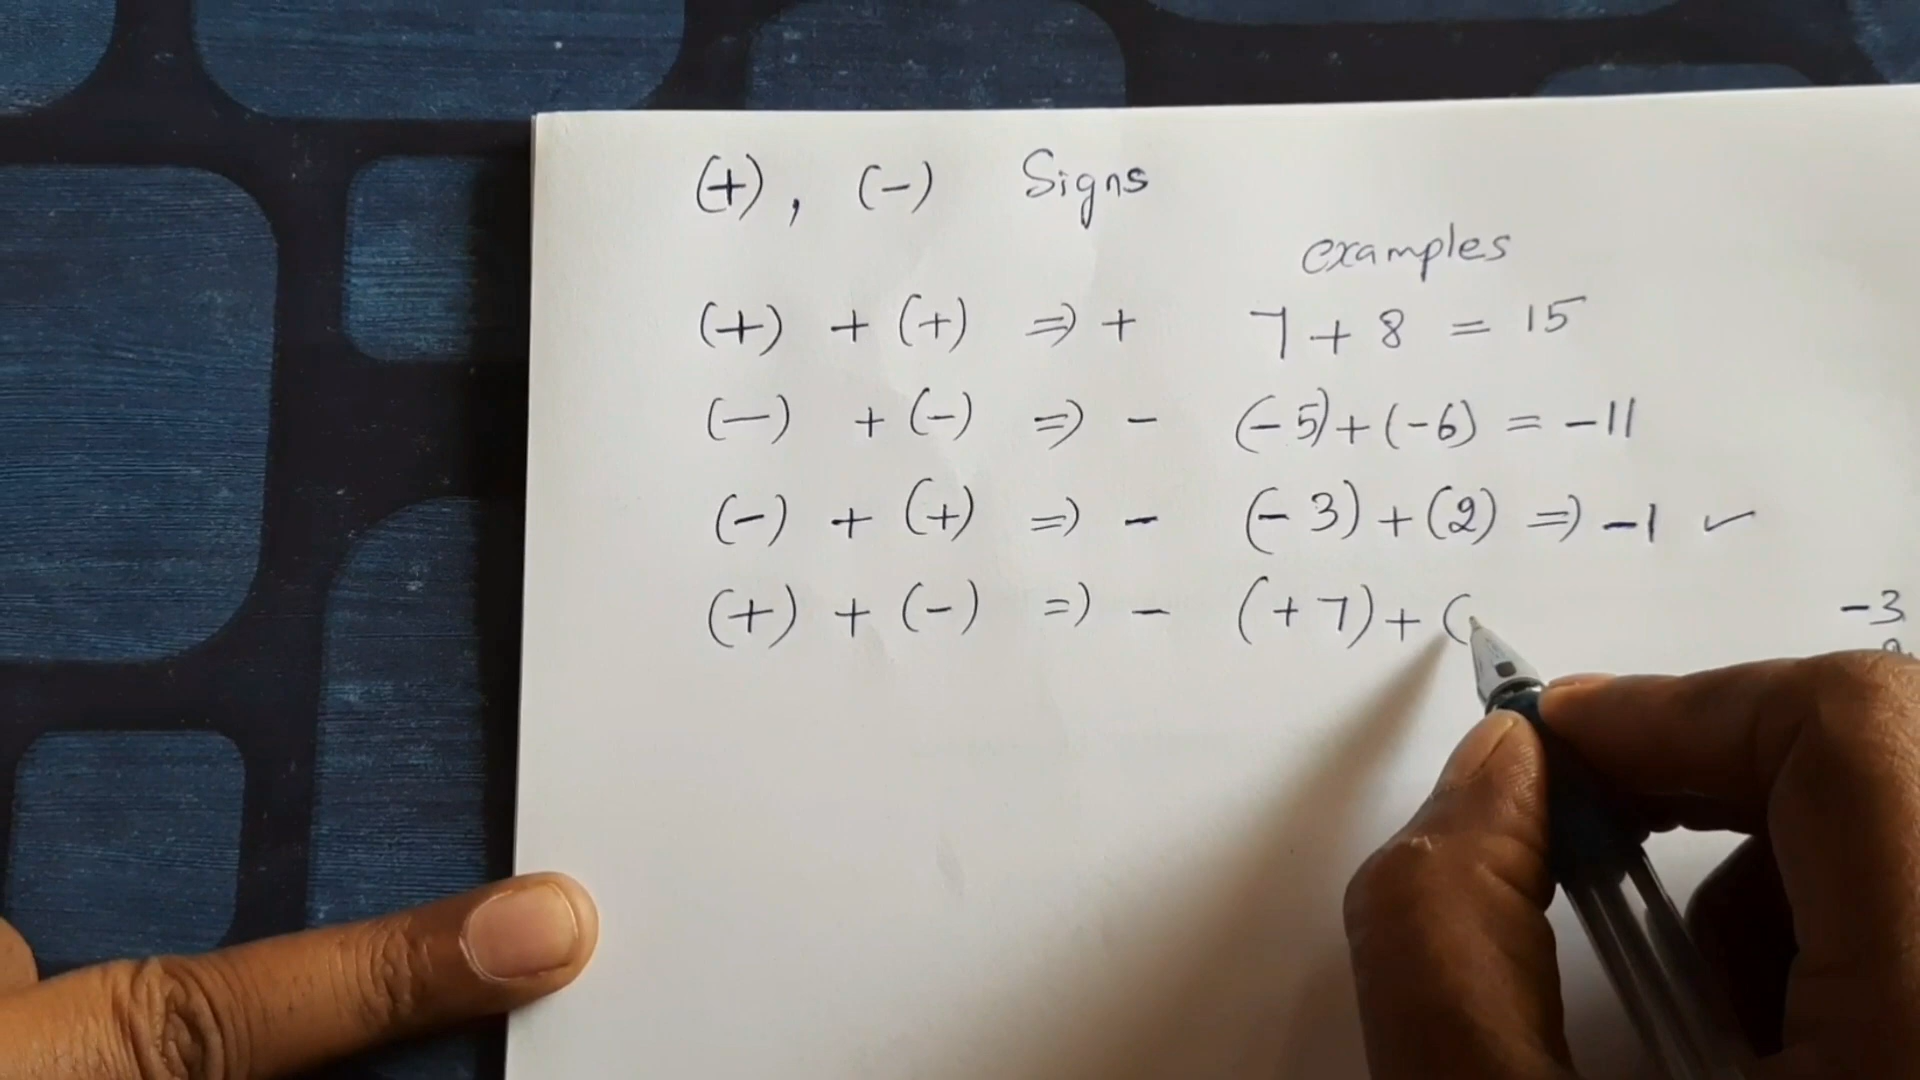 (+), (-) Signs
examples
(+) + (+) => + 7 + 8 = 15
(-) + (-) => - (-5) + (-6) = -11
(-) + (+) => - (-3) + (2) => -1 ✓
(+) + (-) => - (+7) + (
-3